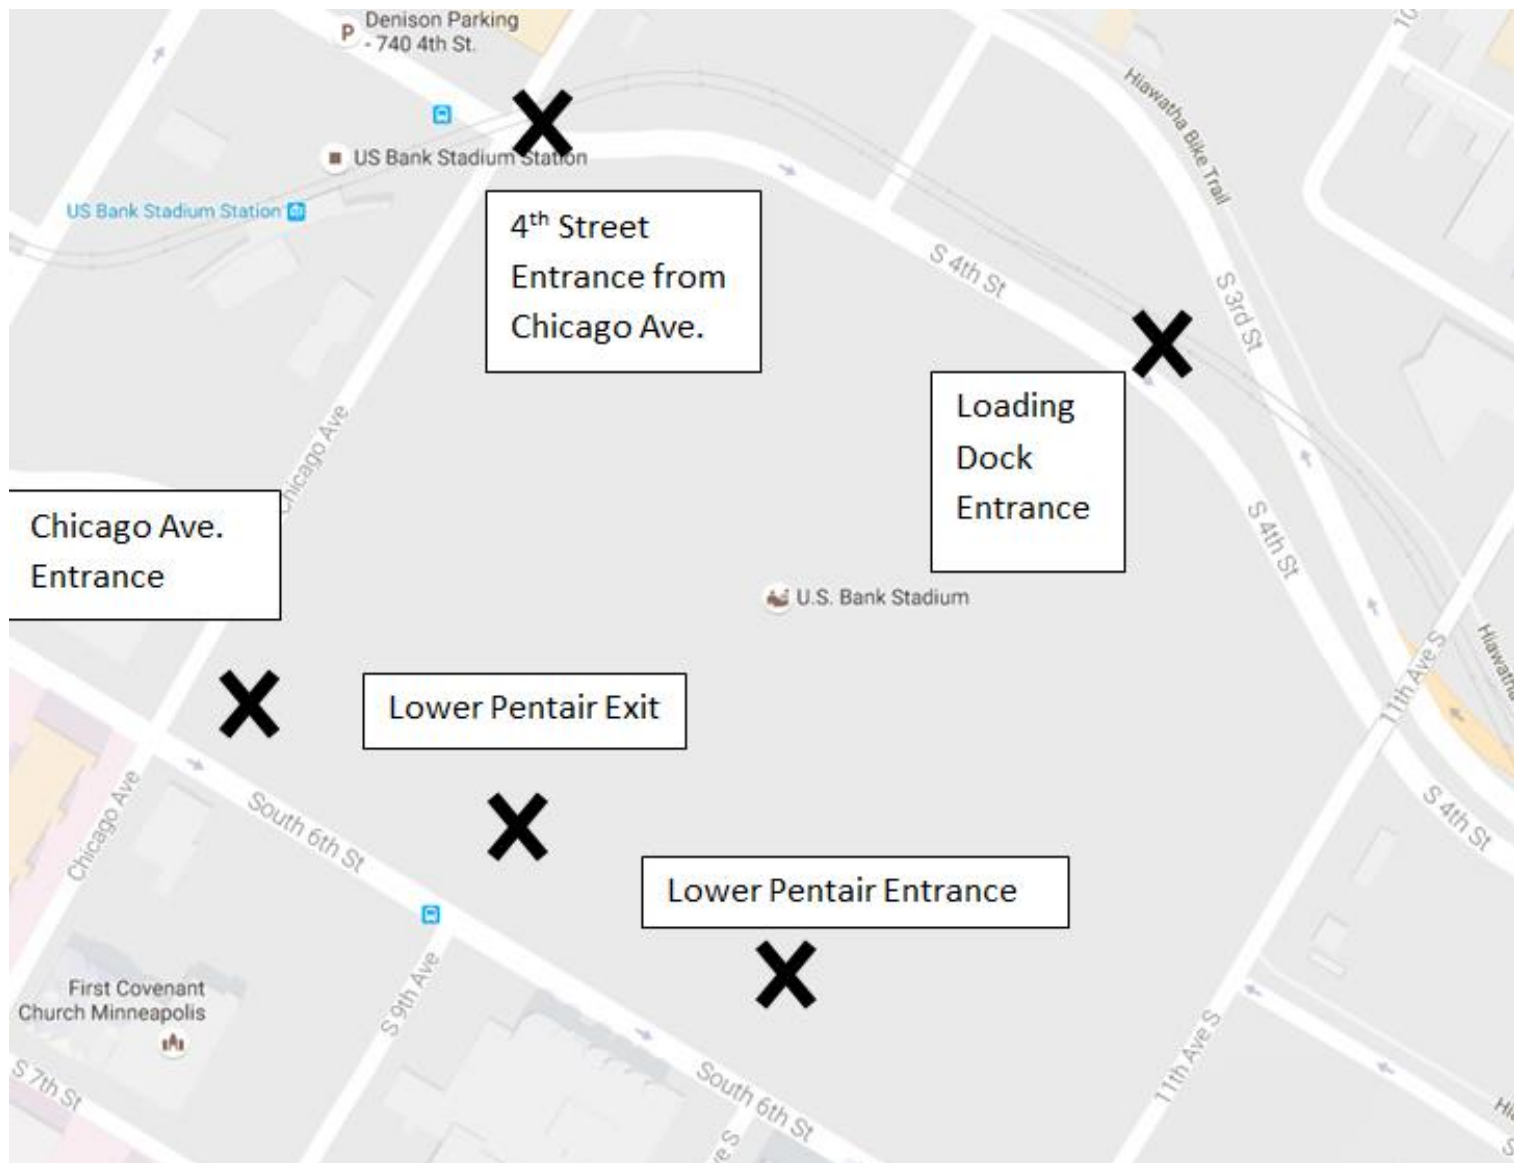 Denison Parking
- 740 4th St.
P
10
US Bank Stadium Station
US Bank Stadium Station
4th Street
Entrance from
Chicago Ave.
Hiawatha Bike Trail
S 4th St
S 3rd St
Loading
Dock
Entrance
Chicago Ave
Chicago Ave.
Entrance
S 4th St
U.S. Bank Stadium
Lower Pentair Exit
11th Ave S
Hiawatha
Chicago Ave
South 6th St
S 4th St
Lower Pentair Entrance
First Covenant
Church Minneapolis
S 9th Ave
S 7th St
South 6th St
11th Ave S